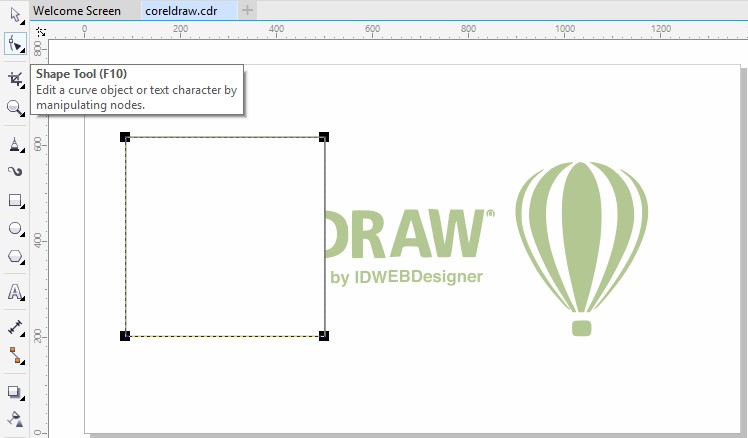 Welcome Screen
coreldraw.cdr
0
200
400
600
800
1000
1200
800
Shape Tool (F10)
Edit a curve object or text character by
manipulating nodes.
600
400
200
0
DRAW®
by IDWEBDesigner